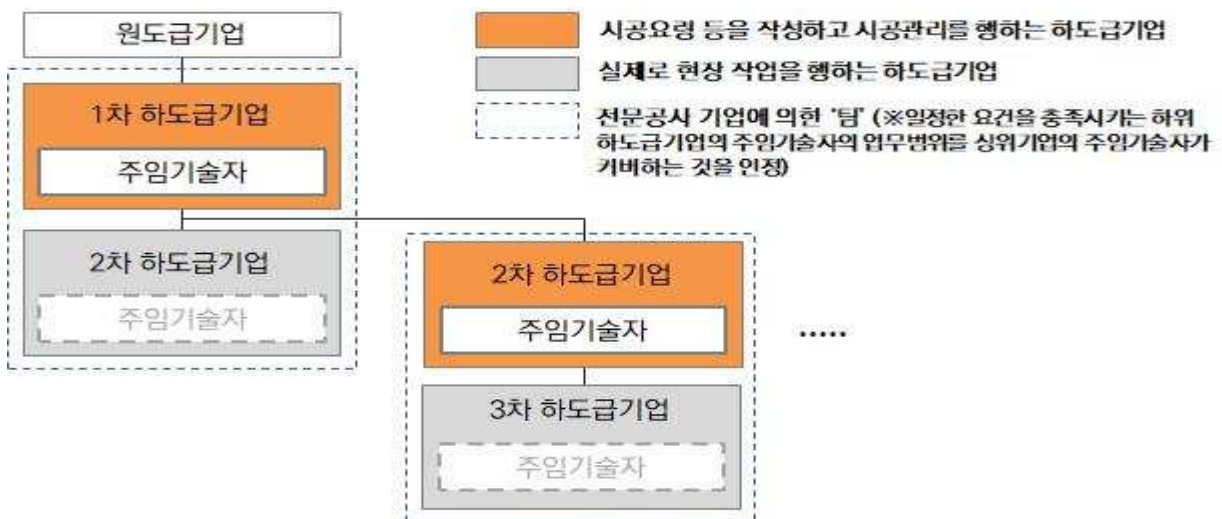 원도급기업
1차 하도급기업
주임기술자
2차 하도급기업
주임기술자
2차 하도급기업
주임기술자
3차 하도급기업
주임기술자
.....
시공요령 등을 작성하고 시공관리를 행하는 하도급기업
실제로 현장 작업을 행하는 하도급기업
전문공사 기업에 의한 '팀' (※일정한 요건을 충족시키는 하위
하도급기업의 주임기술자의 업무범위를 상위기업의 주임기술자가
커버하는 것을 인정)